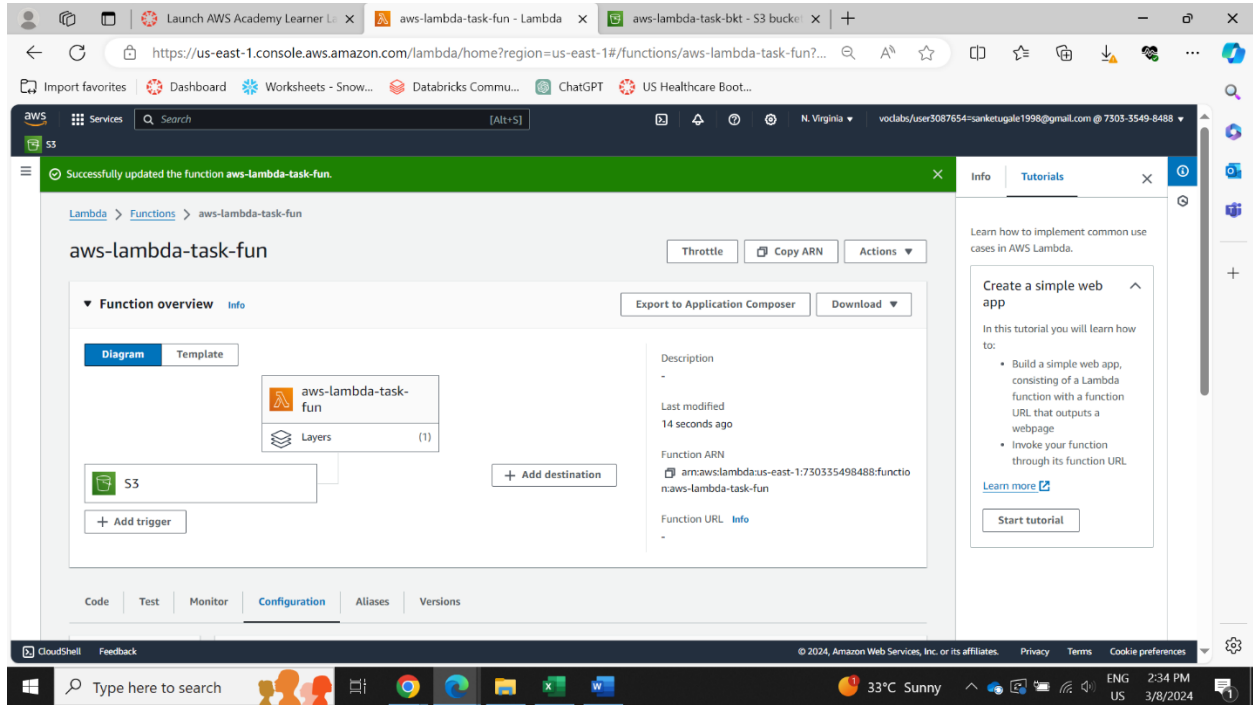 Launch AWS Academy Learner La
aws-lambda-task-fun - Lambda
aws-lambda-task-bkt - S3 bucket
https://us-east-1.console.aws.amazon.com/lambda/home?region=us-east-1#/functions/aws-lambda-task-fun?...
Import favorites Dashboard Worksheets - Snow... Databricks Commu... ChatGPT US Healthcare Boot...
aws Services Search [Alt+S] N. Virginia voclabs/user3087654=sanketugale1998@gmail.com @ 7303-3549-8488
S3
Successfully updated the function aws-lambda-task-fun.
Lambda > Functions > aws-lambda-task-fun
aws-lambda-task-fun
Throttle Copy ARN Actions
Function overview Info
Export to Application Composer Download
Diagram Template
aws-lambda-task-
fun
Layers (1)
S3
+ Add destination
+ Add trigger
Description
-
Last modified
14 seconds ago
Function ARN
arn:aws:lambda:us-east-1:730335498488:functio
n:aws-lambda-task-fun
Function URL Info
-
Code Test Monitor Configuration Aliases Versions
Info Tutorials
Learn how to implement common use
cases in AWS Lambda.
Create a simple web
app
In this tutorial you will learn how
to:
• Build a simple web app,
consisting of a Lambda
function with a function
URL that outputs a
webpage
• Invoke your function
through its function URL
Learn more
Start tutorial
CloudShell Feedback © 2024, Amazon Web Services, Inc. or its affiliates. Privacy Terms Cookie preferences
Type here to search
33°C Sunny
ENG
US
2:34 PM
3/8/2024
1